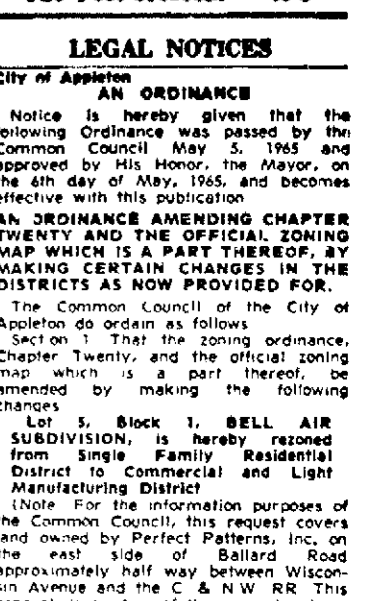 LEGAL NOTICES
City of Appleton
AN ORDINANCE
Notice is hereby given that the
following Ordinance was passed by the
Common Council May 5, 1965 and
approved by His Honor, the Mayor, on
the 6th day of May, 1965, and becomes
effective with this publication
AN ORDINANCE AMENDING CHAPTER
TWENTY AND THE OFFICIAL ZONING
MAP WHICH IS A PART THEREOF, BY
MAKING CERTAIN CHANGES IN THE
DISTRICTS AS NOW PROVIDED FOR.
The Common Council of the City of
Appleton do ordain as follows
Section 1 That the zoning ordinance,
Chapter Twenty, and the official zoning
map which is a part thereof, be
amended by making the following
changes
Lot 5, Block 1, BELL AIR
SUBDIVISION, is hereby rezoned
from Single Family Residential
District to Commercial and Light
Manufacturing District
(Note For the information purposes of
the Common Council, this request covers
land owned by Perfect Patterns, Inc. on
the east side of Ballard Road
approximately half way between Wiscon-
sin Avenue and the C & NW RR This